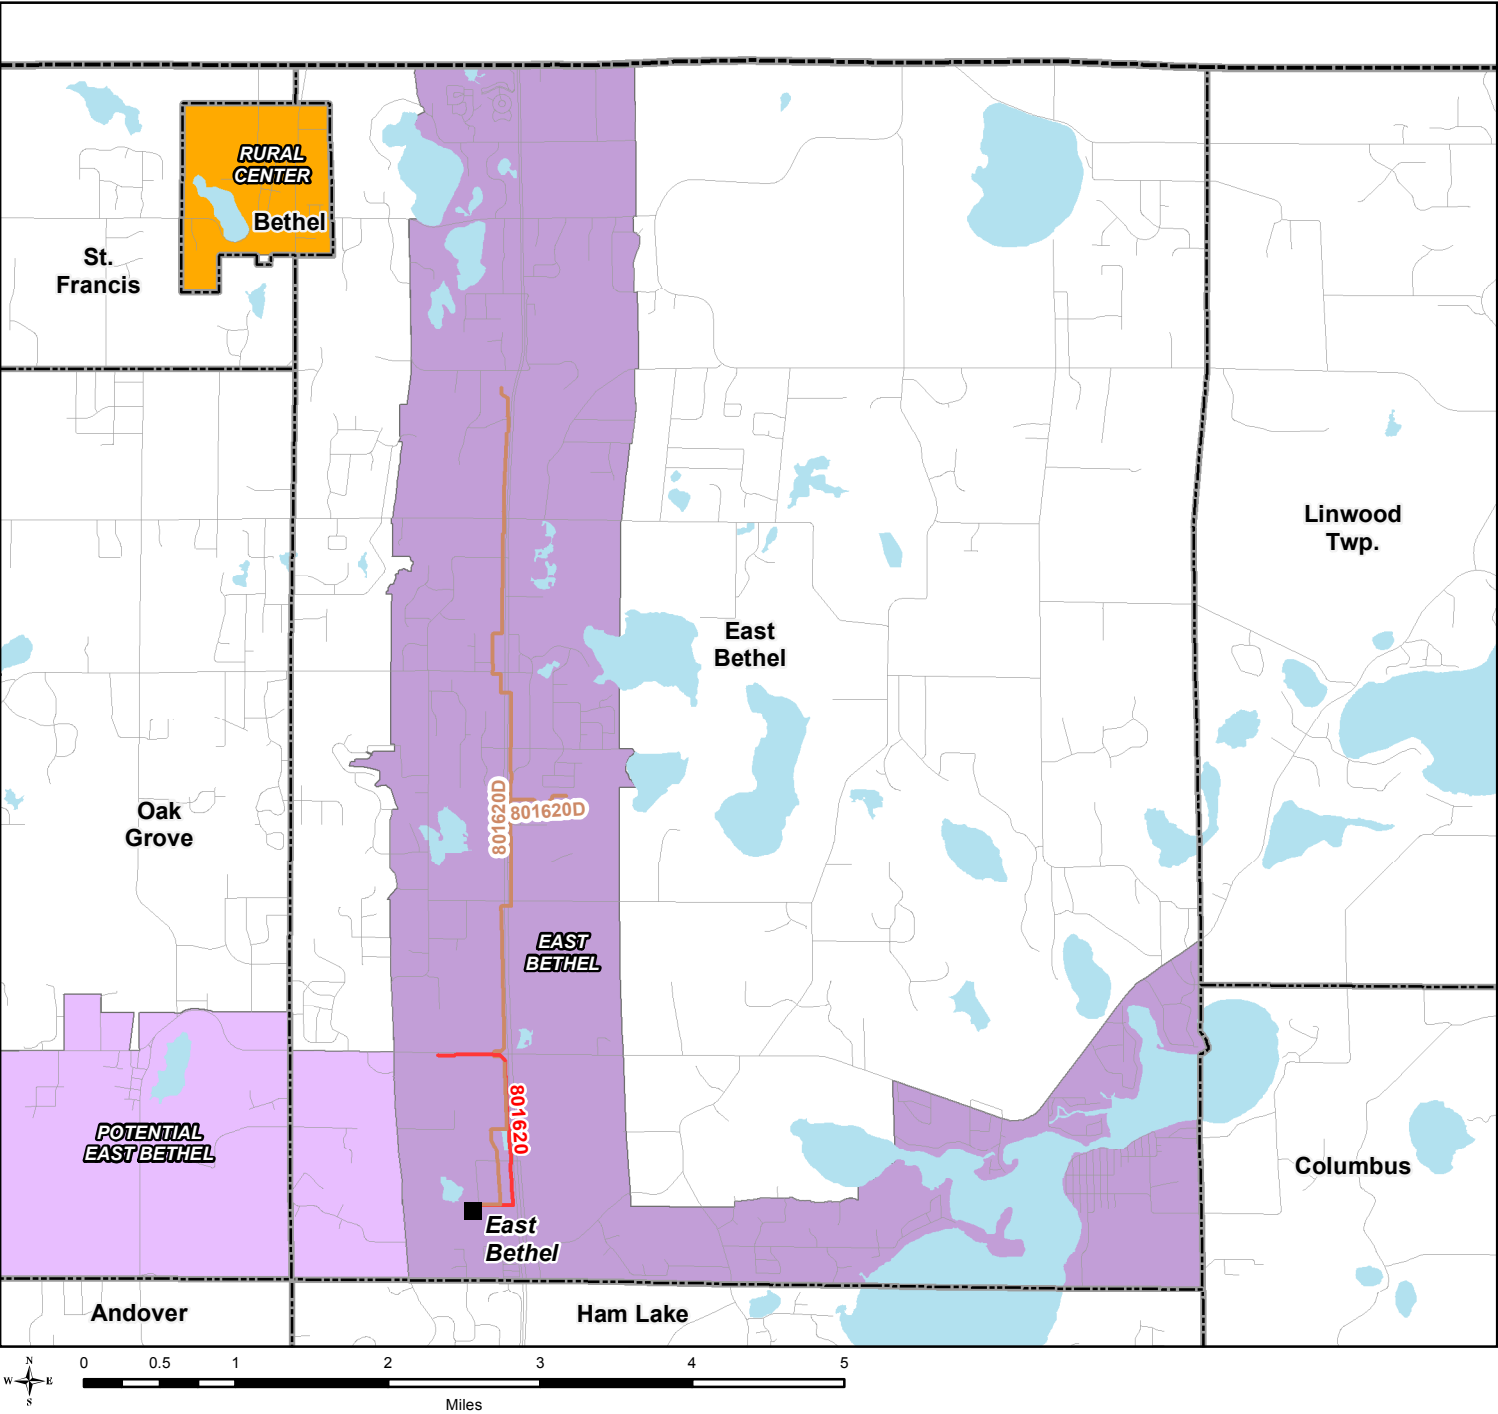 RURAL
CENTER
Bethel
St.
Francis
Linwood
Twp.
East
Bethel
801620D
801620D
Oak
Grove
EAST
BETHEL
801620
POTENTIAL
EAST BETHEL
Columbus
East
Bethel
Andover
Ham Lake
N
W E
S
0 0.5 1 2 3 4 5
Miles